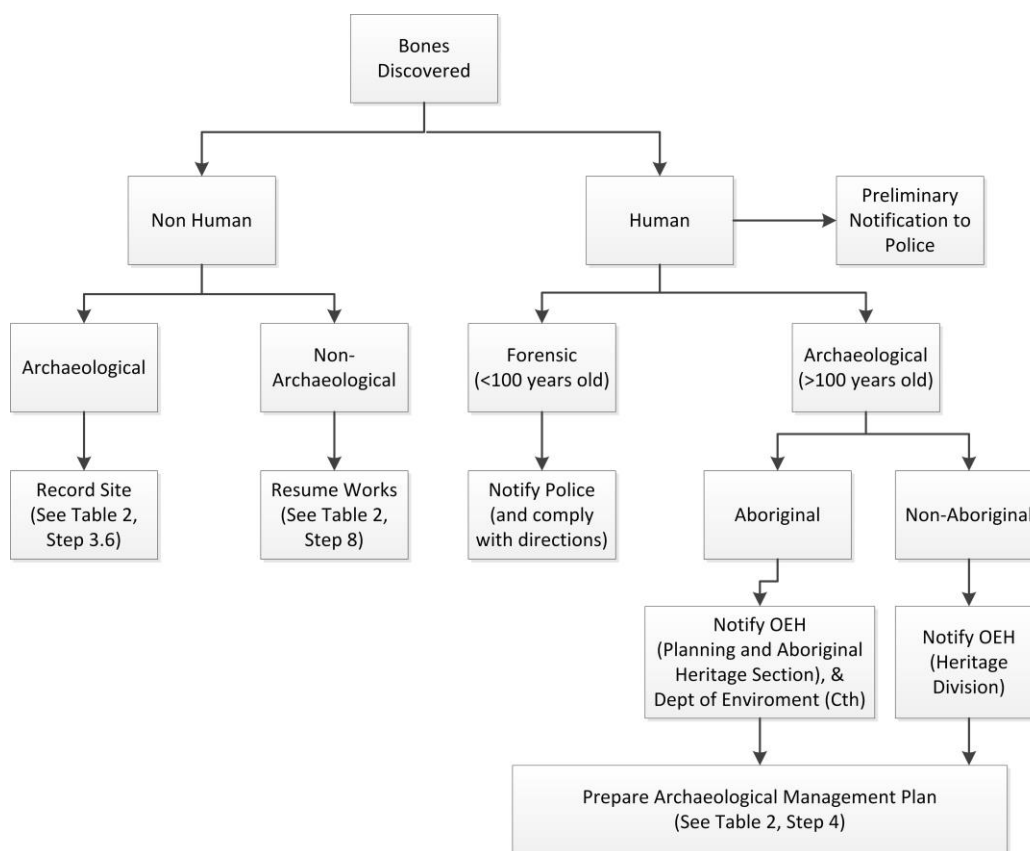 Bones
Discovered
Non Human
Human
Preliminary
Notification to
Police
Archaeological
Non-
Archaeological
Forensic
(<100 years old)
Archaeological
(>100 years old)
Record Site
(See Table 2,
Step 3.6)
Resume Works
(See Table 2,
Step 8)
Notify Police
(and comply
with directions)
Aboriginal
Non-Aboriginal
Notify OEH
(Planning and Aboriginal
Heritage Section), &
Dept of Enviroment (Cth)
Notify OEH
(Heritage
Division)
Prepare Archaeological Management Plan
(See Table 2, Step 4)